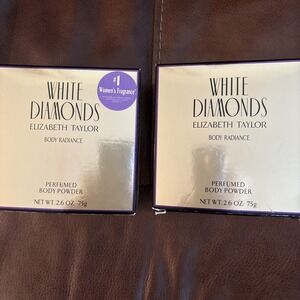 WHITE
DIAMONDS
ELIZABETH TAYLOR
BODY RADIANCE
PERFUMED
BODY POWDER
NET WT. 2.6 OZ. 75g
#1
Women's Fragrance
WHITE
DIAMONDS
ELIZABETH TAYLOR
BODY RADIANCE
PERFUMED
BODY POWDER
NET WT. 2.6 OZ. 75g